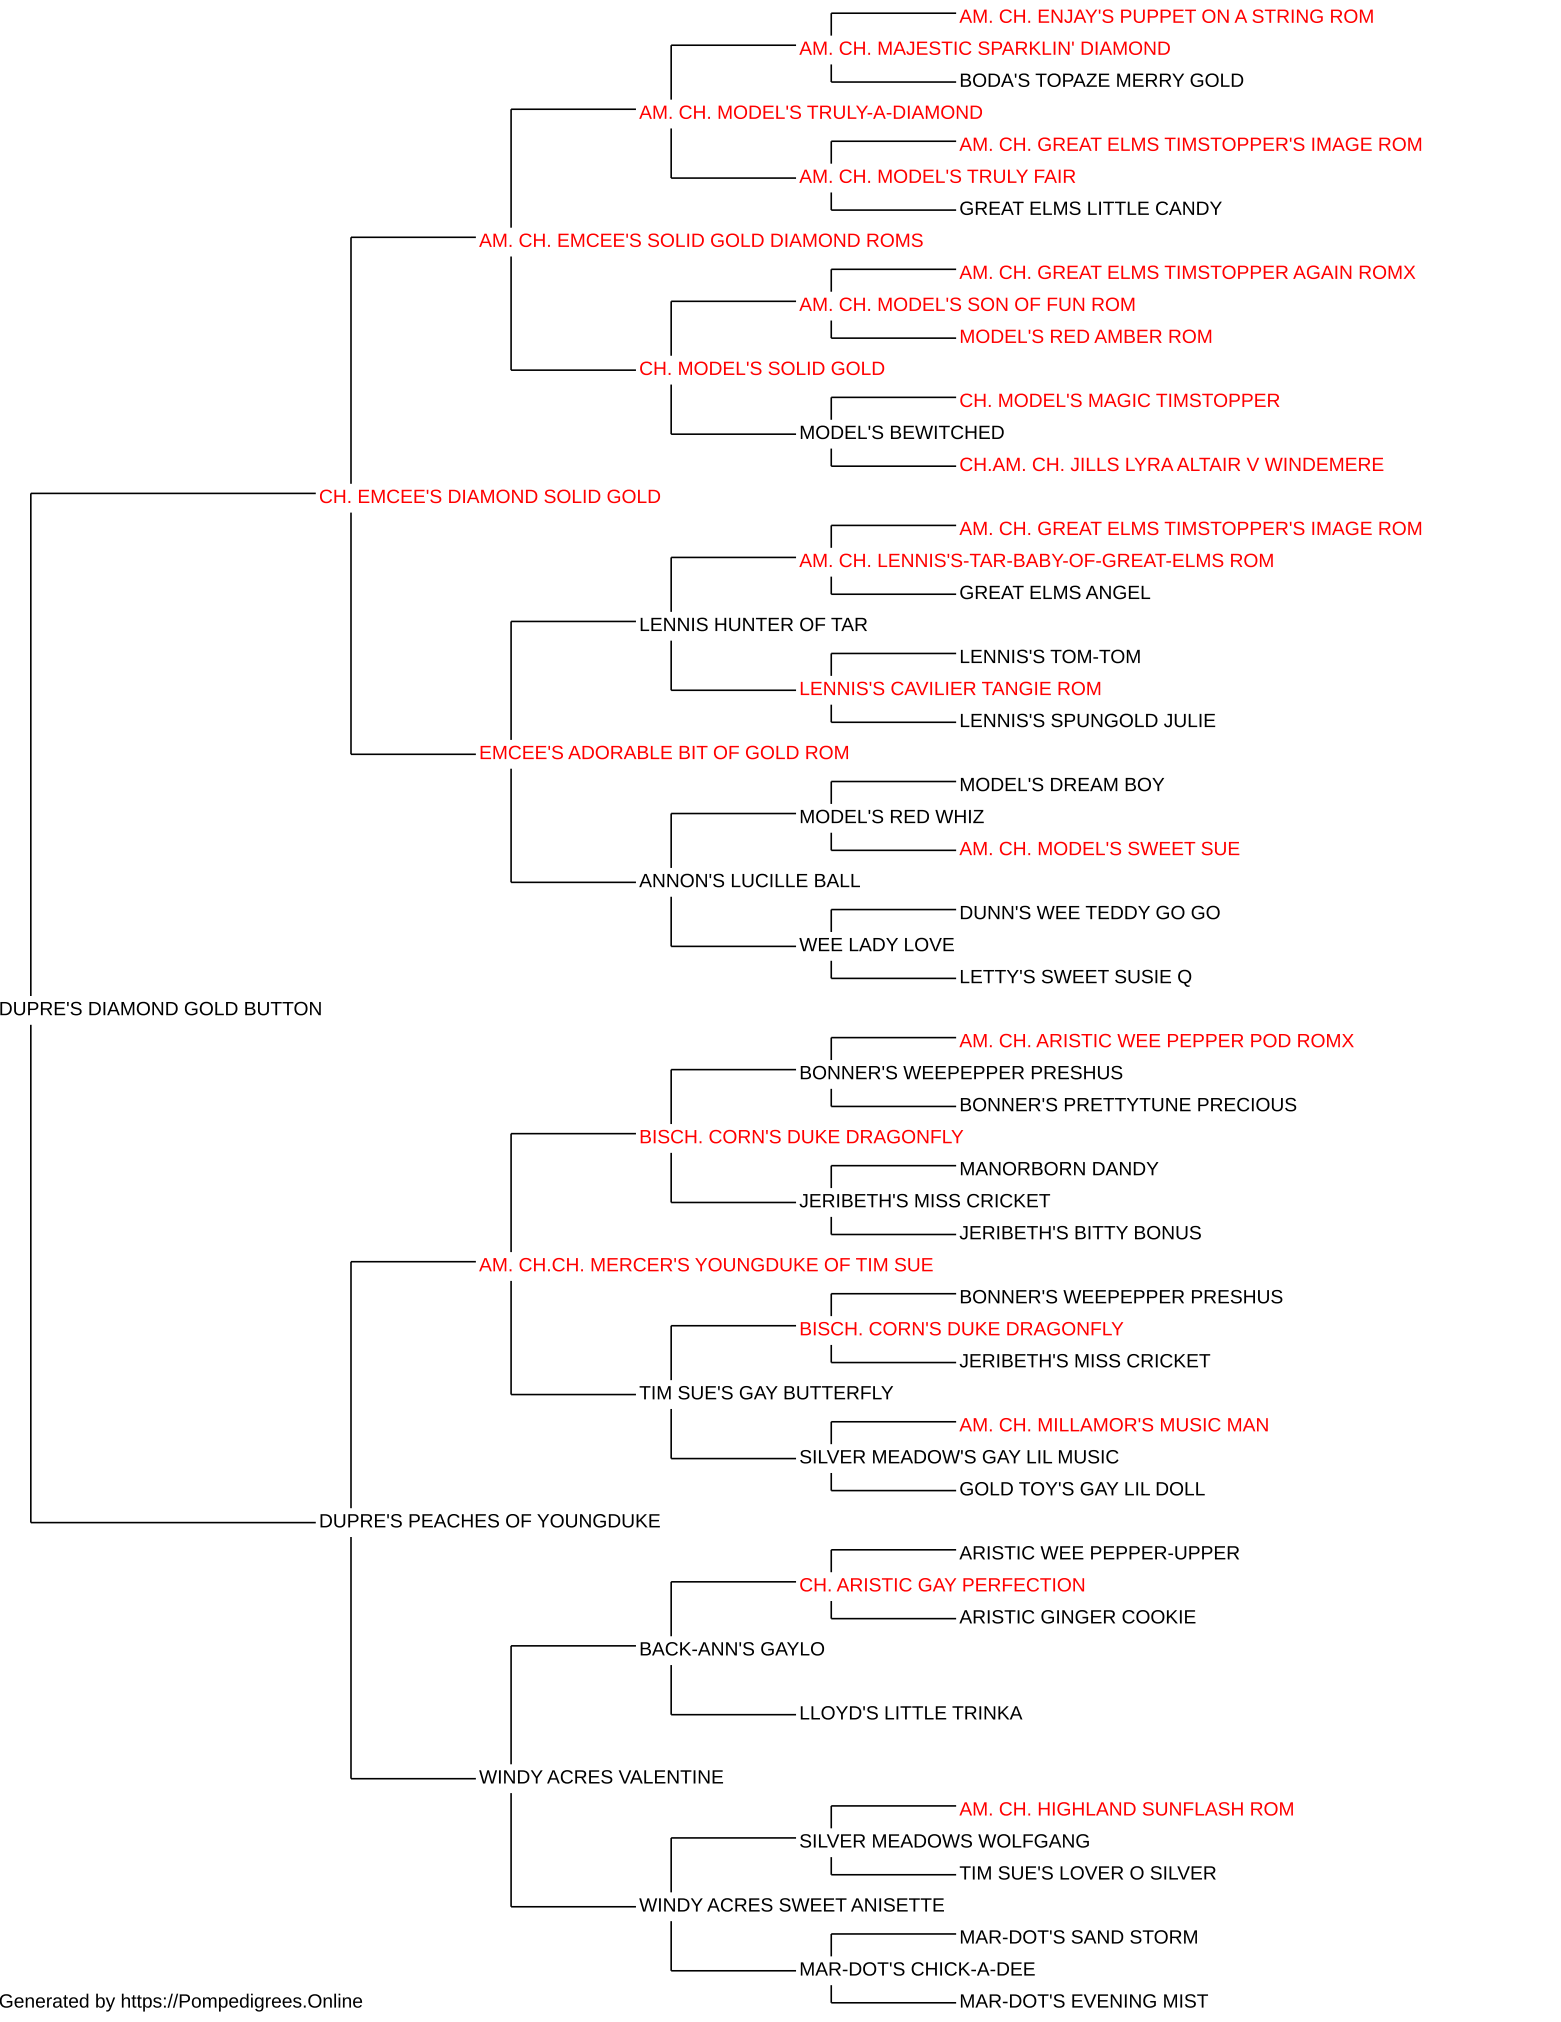 AM. CH. ENJAY'S PUPPET ON A STRING ROM
AM. CH. MAJESTIC SPARKLIN' DIAMOND
BODA'S TOPAZE MERRY GOLD
AM. CH. MODEL'S TRULY-A-DIAMOND
AM. CH. GREAT ELMS TIMSTOPPER'S IMAGE ROM
AM. CH. MODEL'S TRULY FAIR
GREAT ELMS LITTLE CANDY
AM. CH. EMCEE'S SOLID GOLD DIAMOND ROMS
AM. CH. GREAT ELMS TIMSTOPPER AGAIN ROMX
AM. CH. MODEL'S SON OF FUN ROM
MODEL'S RED AMBER ROM
CH. MODEL'S SOLID GOLD
CH. MODEL'S MAGIC TIMSTOPPER
MODEL'S BEWITCHED
CH.AM. CH. JILLS LYRA ALTAIR V WINDEMERE
CH. EMCEE'S DIAMOND SOLID GOLD
AM. CH. GREAT ELMS TIMSTOPPER'S IMAGE ROM
AM. CH. LENNIS'S-TAR-BABY-OF-GREAT-ELMS ROM
GREAT ELMS ANGEL
LENNIS HUNTER OF TAR
LENNIS'S TOM-TOM
LENNIS'S CAVILIER TANGIE ROM
LENNIS'S SPUNGOLD JULIE
EMCEE'S ADORABLE BIT OF GOLD ROM
MODEL'S DREAM BOY
MODEL'S RED WHIZ
AM. CH. MODEL'S SWEET SUE
ANNON'S LUCILLE BALL
DUNN'S WEE TEDDY GO GO
WEE LADY LOVE
LETTY'S SWEET SUSIE Q
DUPRE'S DIAMOND GOLD BUTTON
AM. CH. ARISTIC WEE PEPPER POD ROMX
BONNER'S WEEPEPPER PRESHUS
BONNER'S PRETTYTUNE PRECIOUS
BISCH. CORN'S DUKE DRAGONFLY
MANORBORN DANDY
JERIBETH'S MISS CRICKET
JERIBETH'S BITTY BONUS
AM. CH.CH. MERCER'S YOUNGDUKE OF TIM SUE
BONNER'S WEEPEPPER PRESHUS
BISCH. CORN'S DUKE DRAGONFLY
JERIBETH'S MISS CRICKET
TIM SUE'S GAY BUTTERFLY
AM. CH. MILLAMOR'S MUSIC MAN
SILVER MEADOW'S GAY LIL MUSIC
GOLD TOY'S GAY LIL DOLL
DUPRE'S PEACHES OF YOUNGDUKE
ARISTIC WEE PEPPER-UPPER
CH. ARISTIC GAY PERFECTION
ARISTIC GINGER COOKIE
BACK-ANN'S GAYLO
LLOYD'S LITTLE TRINKA
WINDY ACRES VALENTINE
AM. CH. HIGHLAND SUNFLASH ROM
SILVER MEADOWS WOLFGANG
TIM SUE'S LOVER O SILVER
WINDY ACRES SWEET ANISETTE
MAR-DOT'S SAND STORM
MAR-DOT'S CHICK-A-DEE
MAR-DOT'S EVENING MIST
Generated by https://Pompedigrees.Online